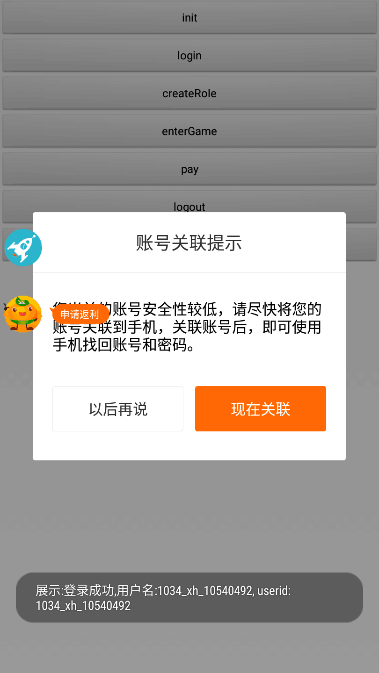 init
login
createRole
enterGame
pay
logout
账号关联提示
的账号安全性较低，请尽快将您的
申请返利
账号关联到手机，关联账号后，即可使用
手机找回账号和密码。
以后再说
现在关联
展示:登录成功,用户名:1034_xh_10540492, userid:
1034_xh_10540492